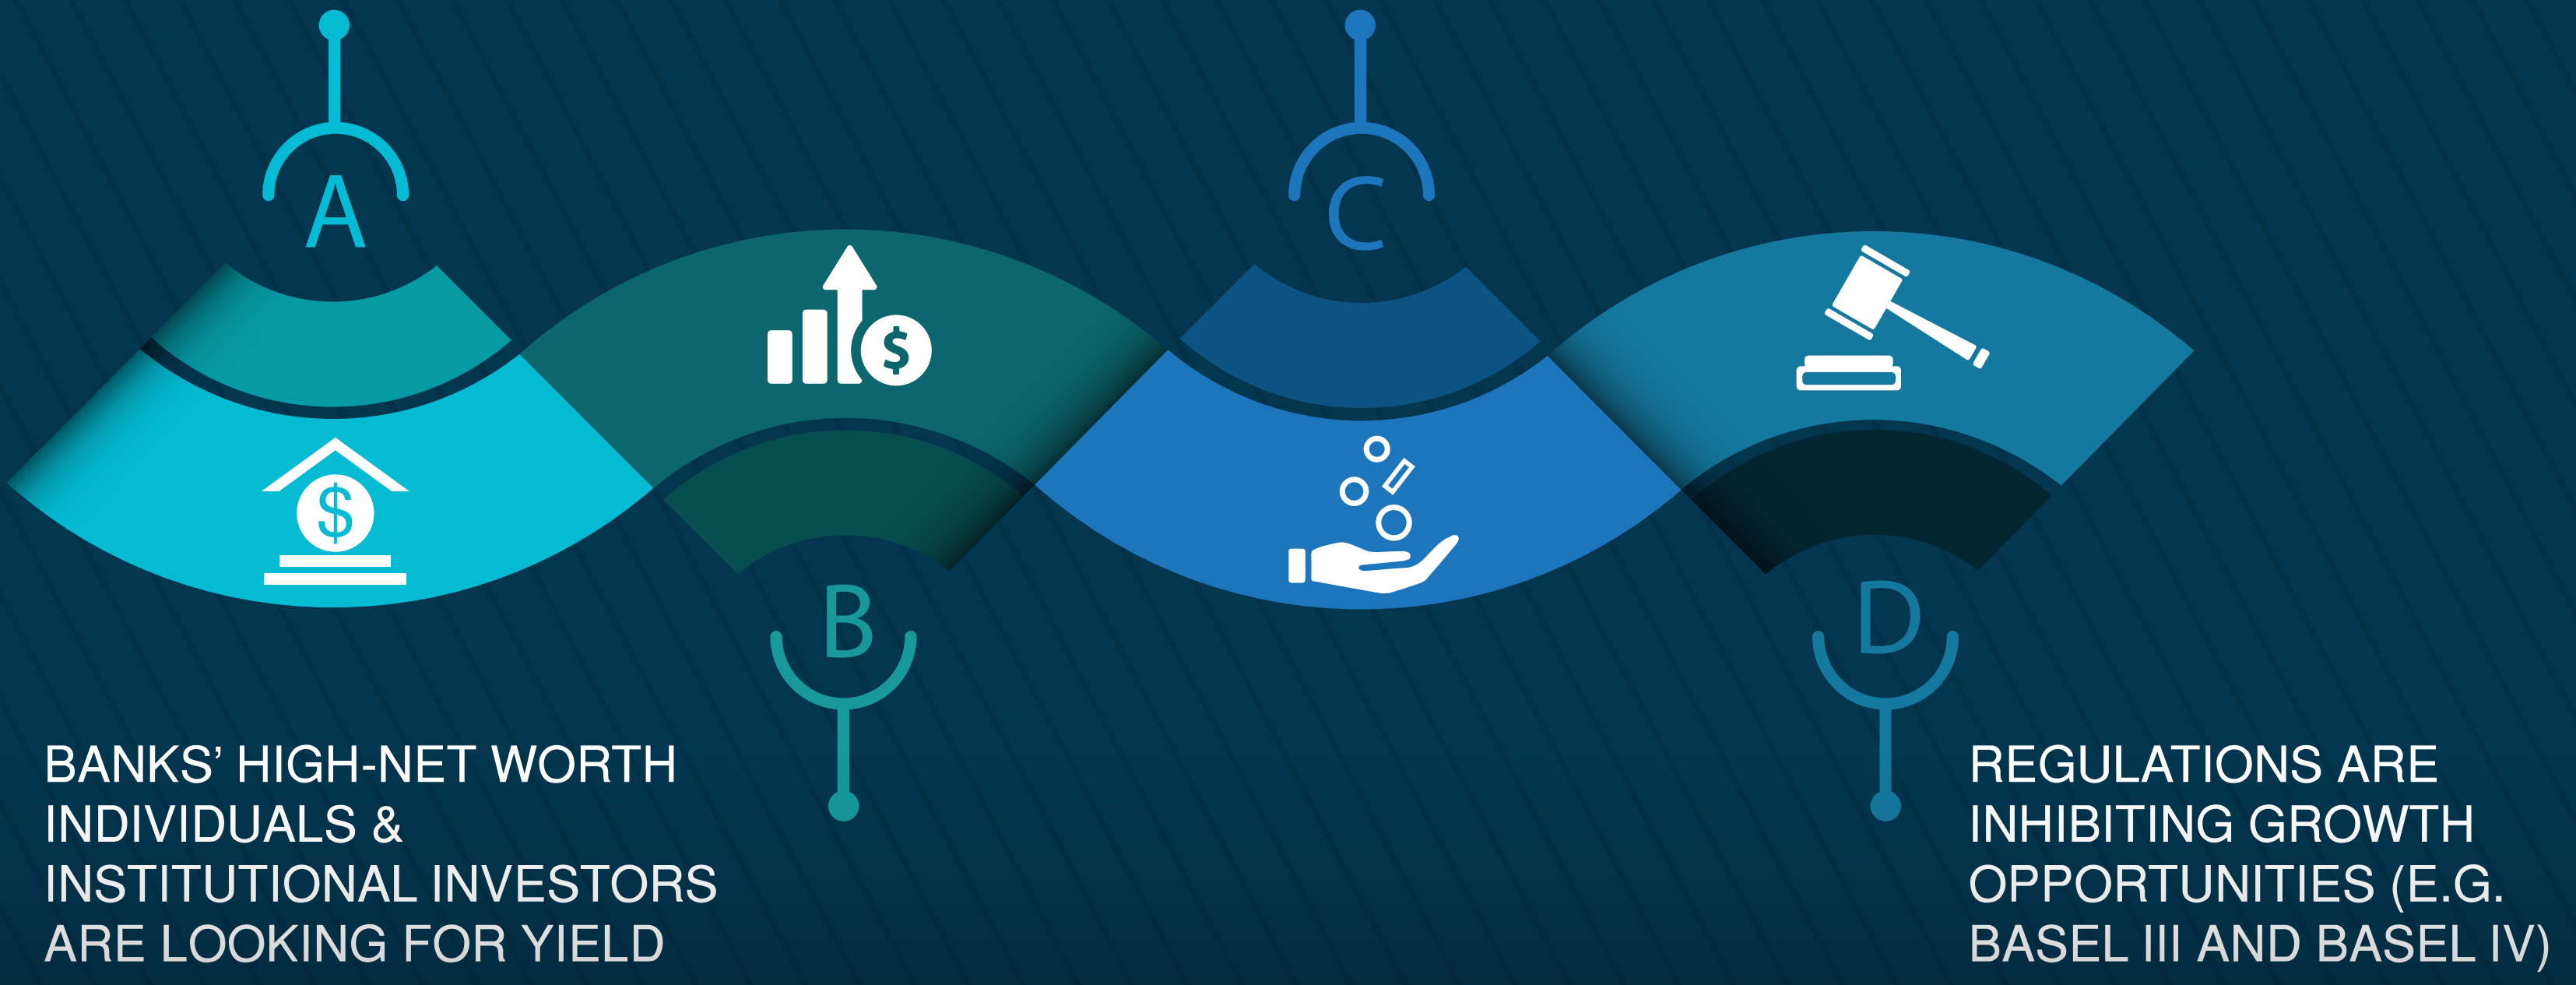 A
C
$
$
B
D
BANKS’ HIGH-NET WORTH
INDIVIDUALS &
INSTITUTIONAL INVESTORS
ARE LOOKING FOR YIELD
REGULATIONS ARE
INHIBITING GROWTH
OPPORTUNITIES (E.G.
BASEL III AND BASEL IV)